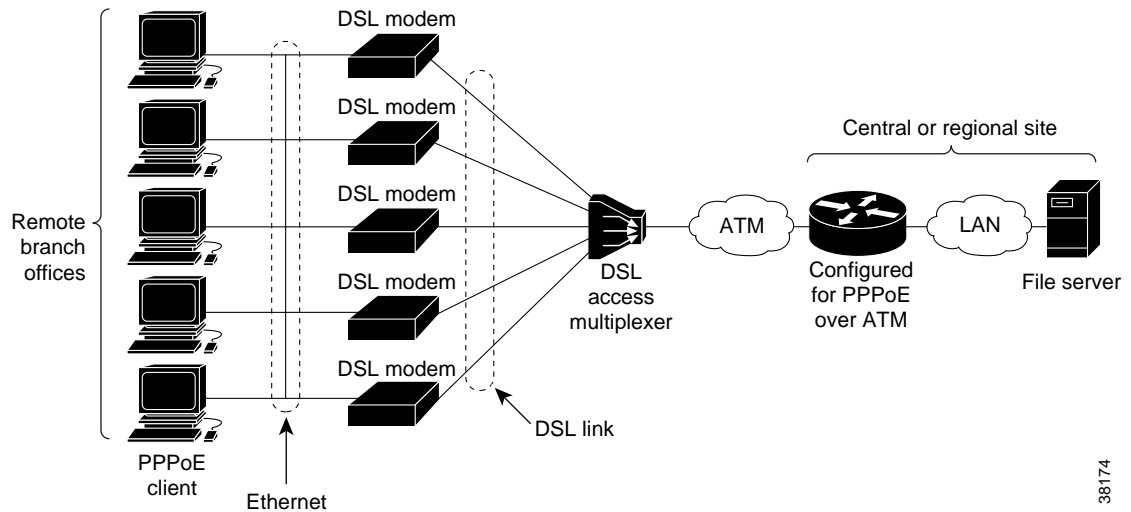 DSL modem
DSL modem
DSL modem
DSL modem
DSL modem
Remote
branch
offices
PPPoE
client
Ethernet
DSL link
DSL
access
multiplexer
ATM
Central or regional site
Configured
for PPPoE
over ATM
LAN
File server
38174